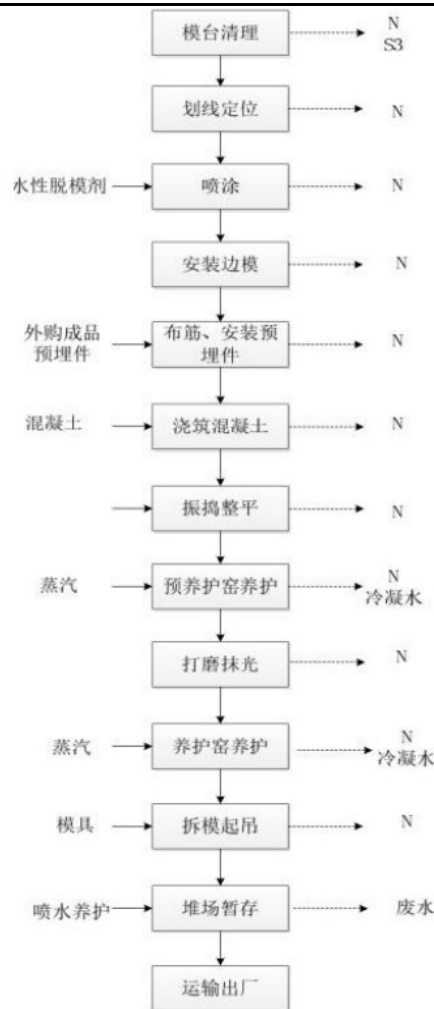 模台清理
N
S3
划线定位
N
水性脱模剂
喷涂
N
安装边模
N
外购成品
预埋件
布筋、安装预
埋件
N
混凝土
浇筑混凝土
N
振捣整平
N
蒸汽
预养护窑养护
N
冷凝水
打磨抹光
N
蒸汽
养护窑养护
N
冷凝水
模具
拆模起吊
N
喷水养护
堆场暂存
废水
运输出厂